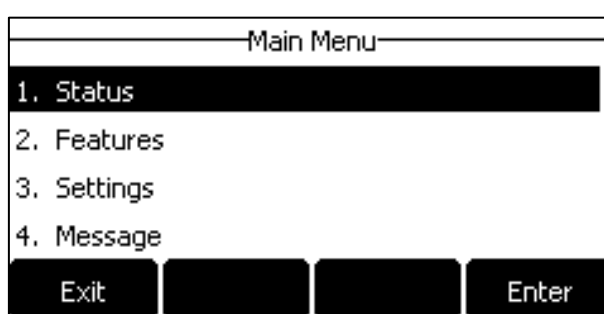 Main Menu
1. Status
2. Features
3. Settings
4. Message
Exit Enter